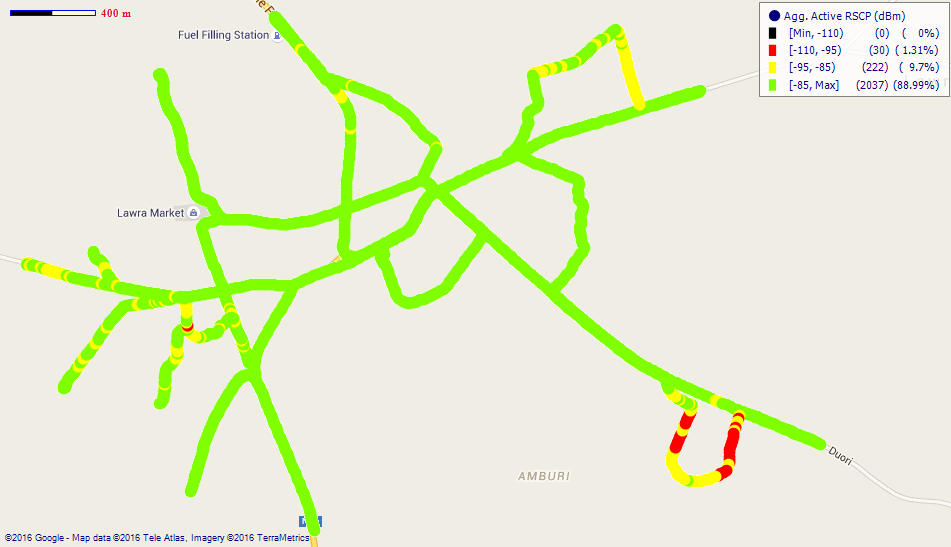 400 m
Fuel Filling Station
Agg. Active RSCP (dBm)
[Min, -110) (0) ( 0%)
[-110, -95) (30) ( 1.31%)
[-95, -85) (222) ( 9.7%)
[-85, Max] (2037) (88.99%)
Lawra Market
Duori
AMBURI
©2016 Google - Map data ©2016 Tele Atlas, Imagery ©2016 TerraMetrics